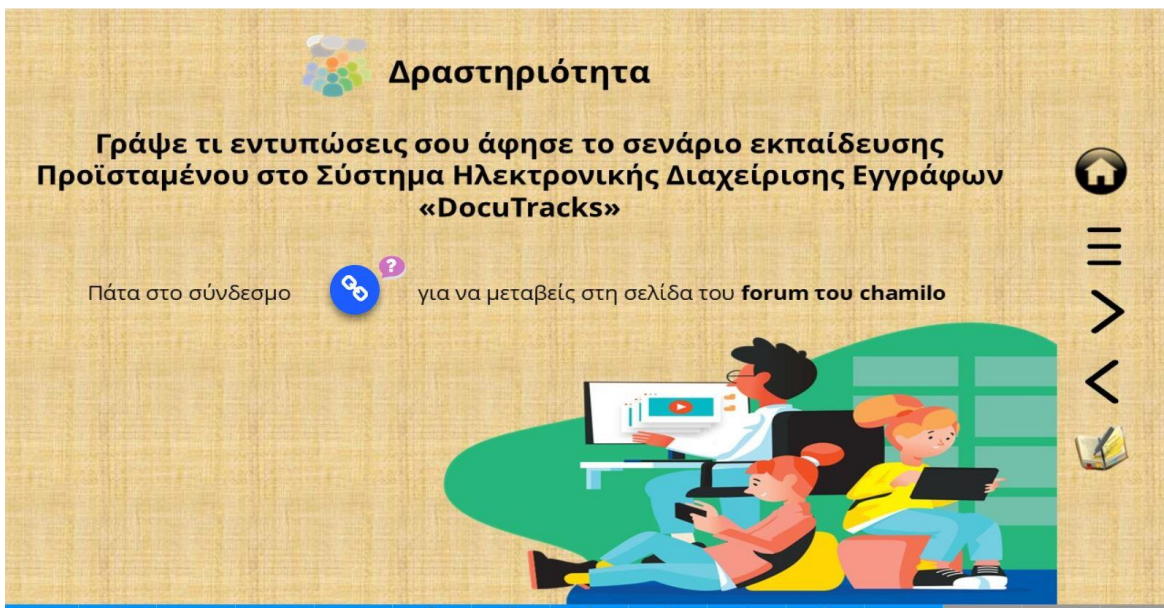 Δραστηριότητα
Γράψε τι εντυπώσεις σου άφησε το σενάριο εκπαίδευσης
Προϊσταμένου στο Σύστημα Ηλεκτρονικής Διαχείρισης Εγγράφων
«DocuTracks»
?
Πάτα στο σύνδεσμο για να μεταβείς στη σελίδα του forum του chamilo